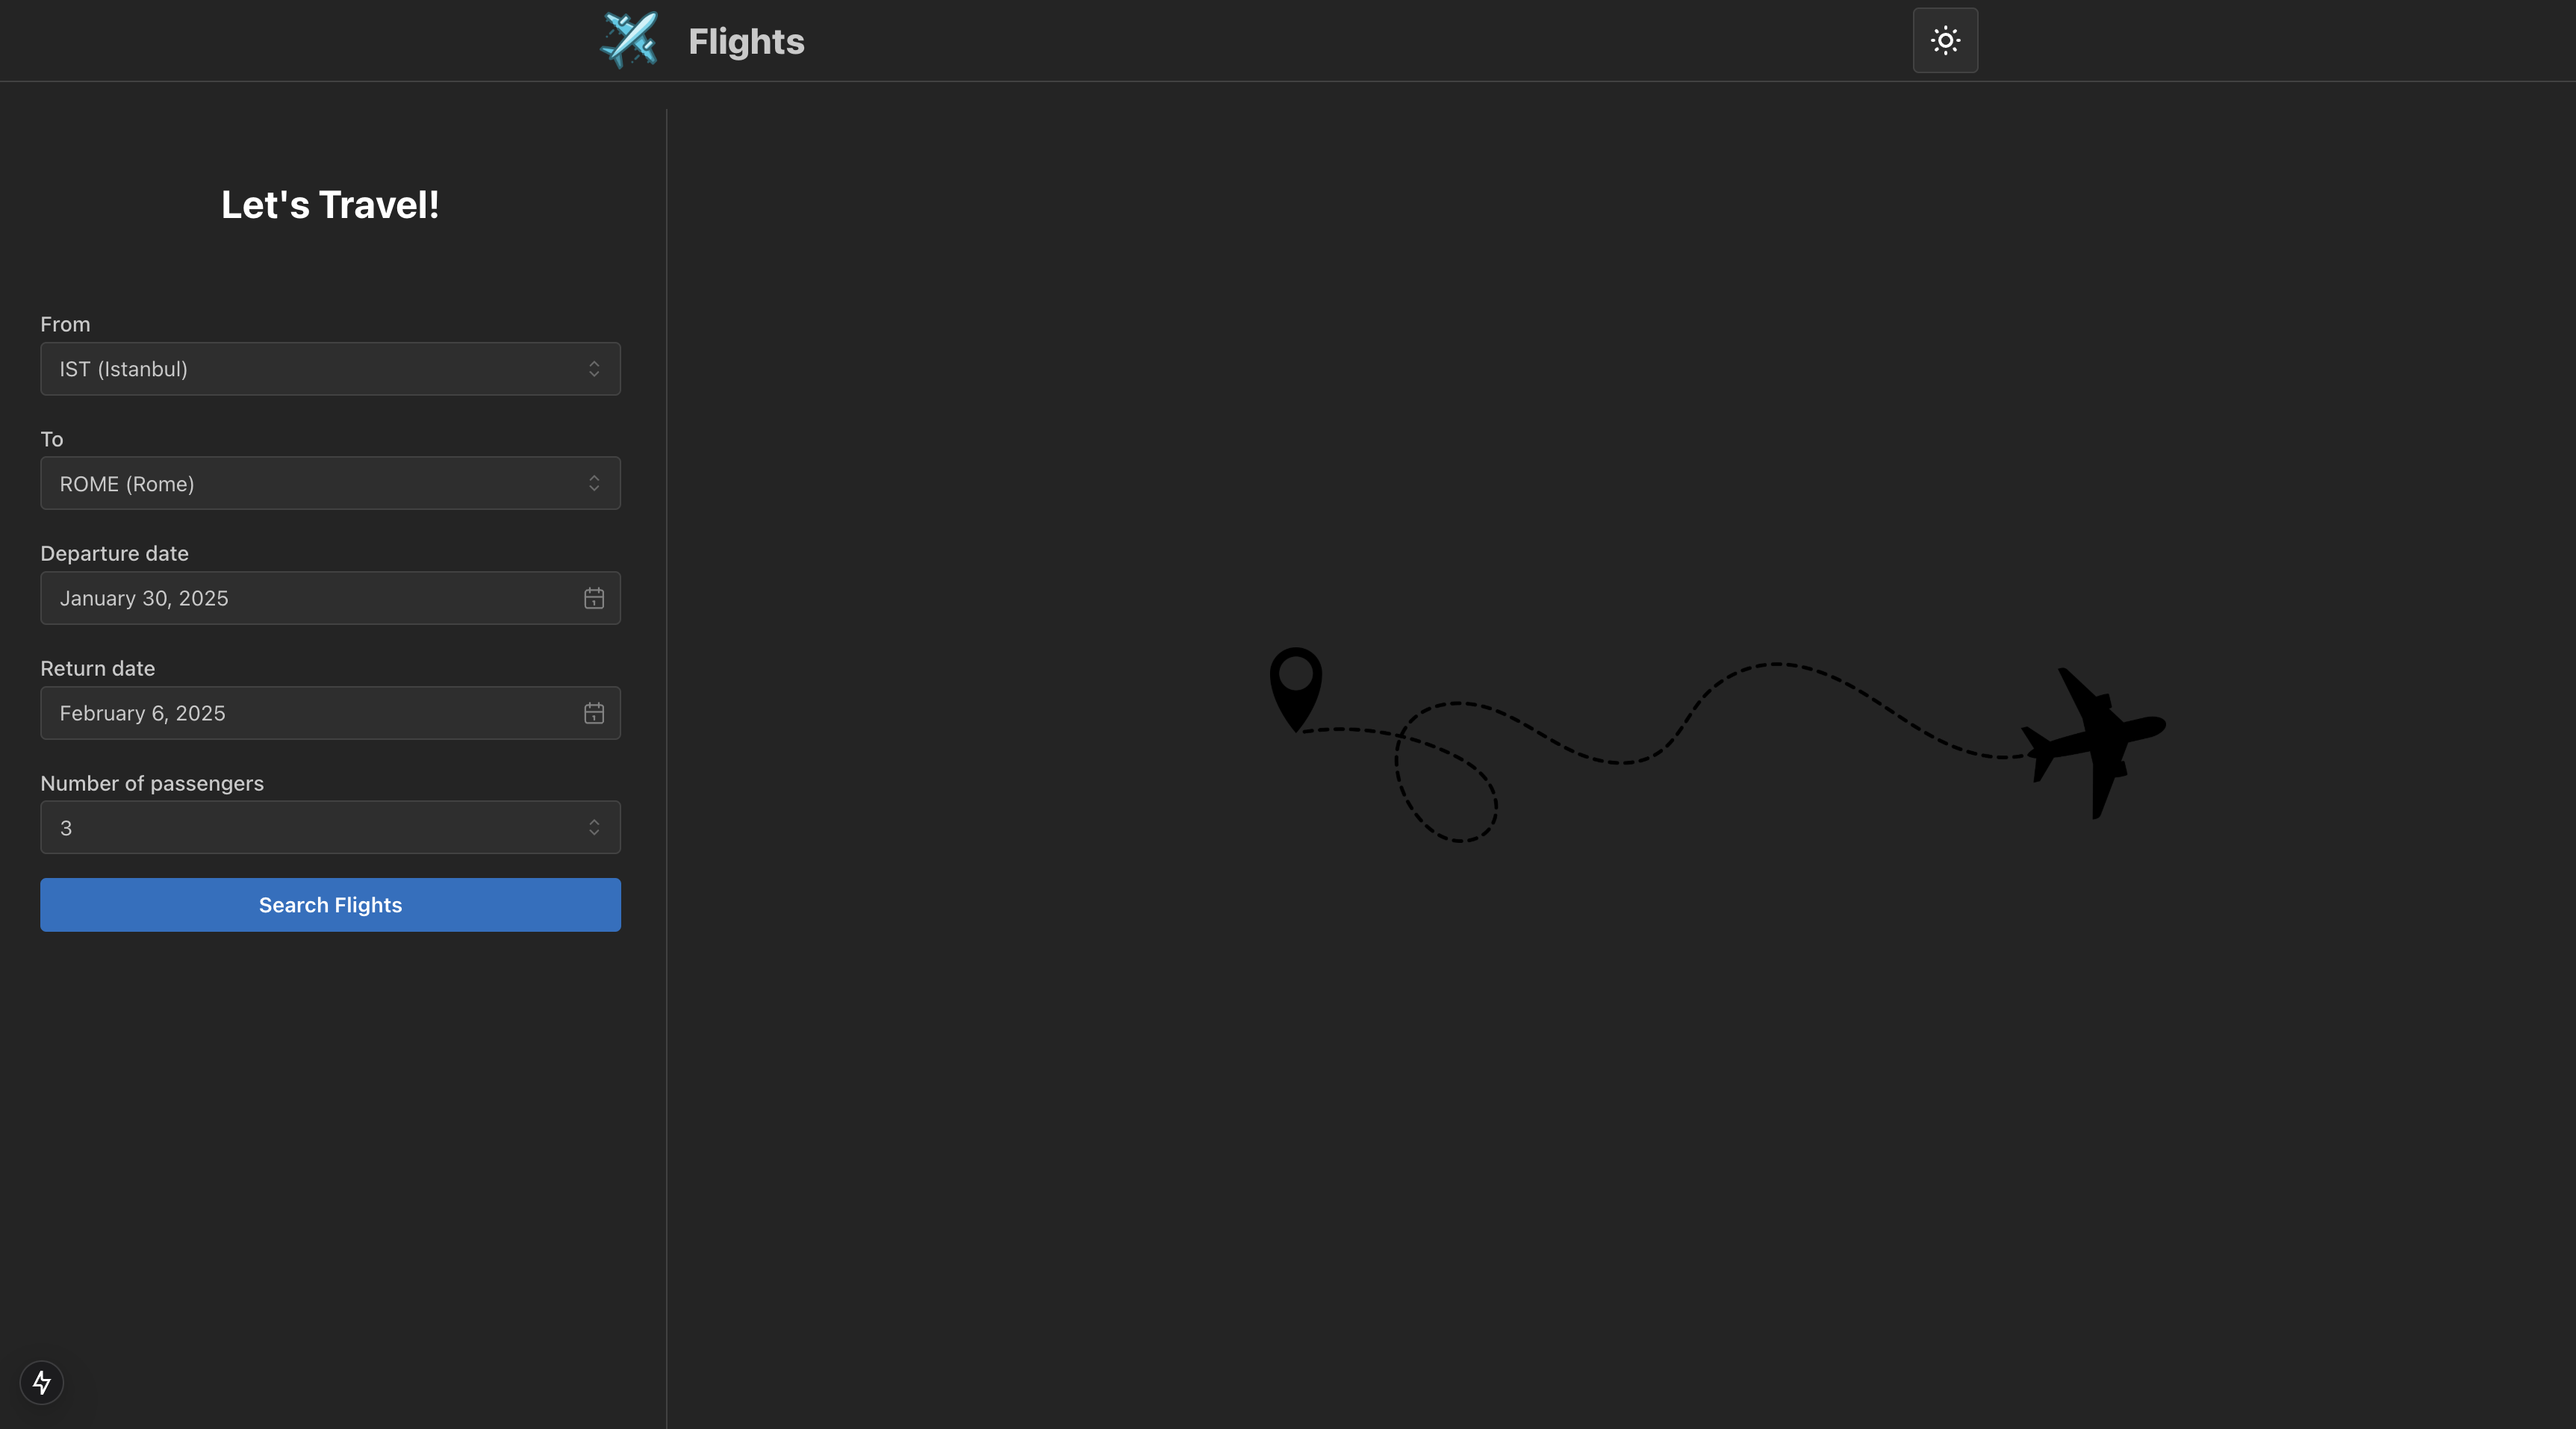 Flights
Let's Travel!
From
IST (Istanbul)
To
ROME (Rome)
Departure date
January 30, 2025
Return date
February 6, 2025
Number of passengers
3
Search Flights